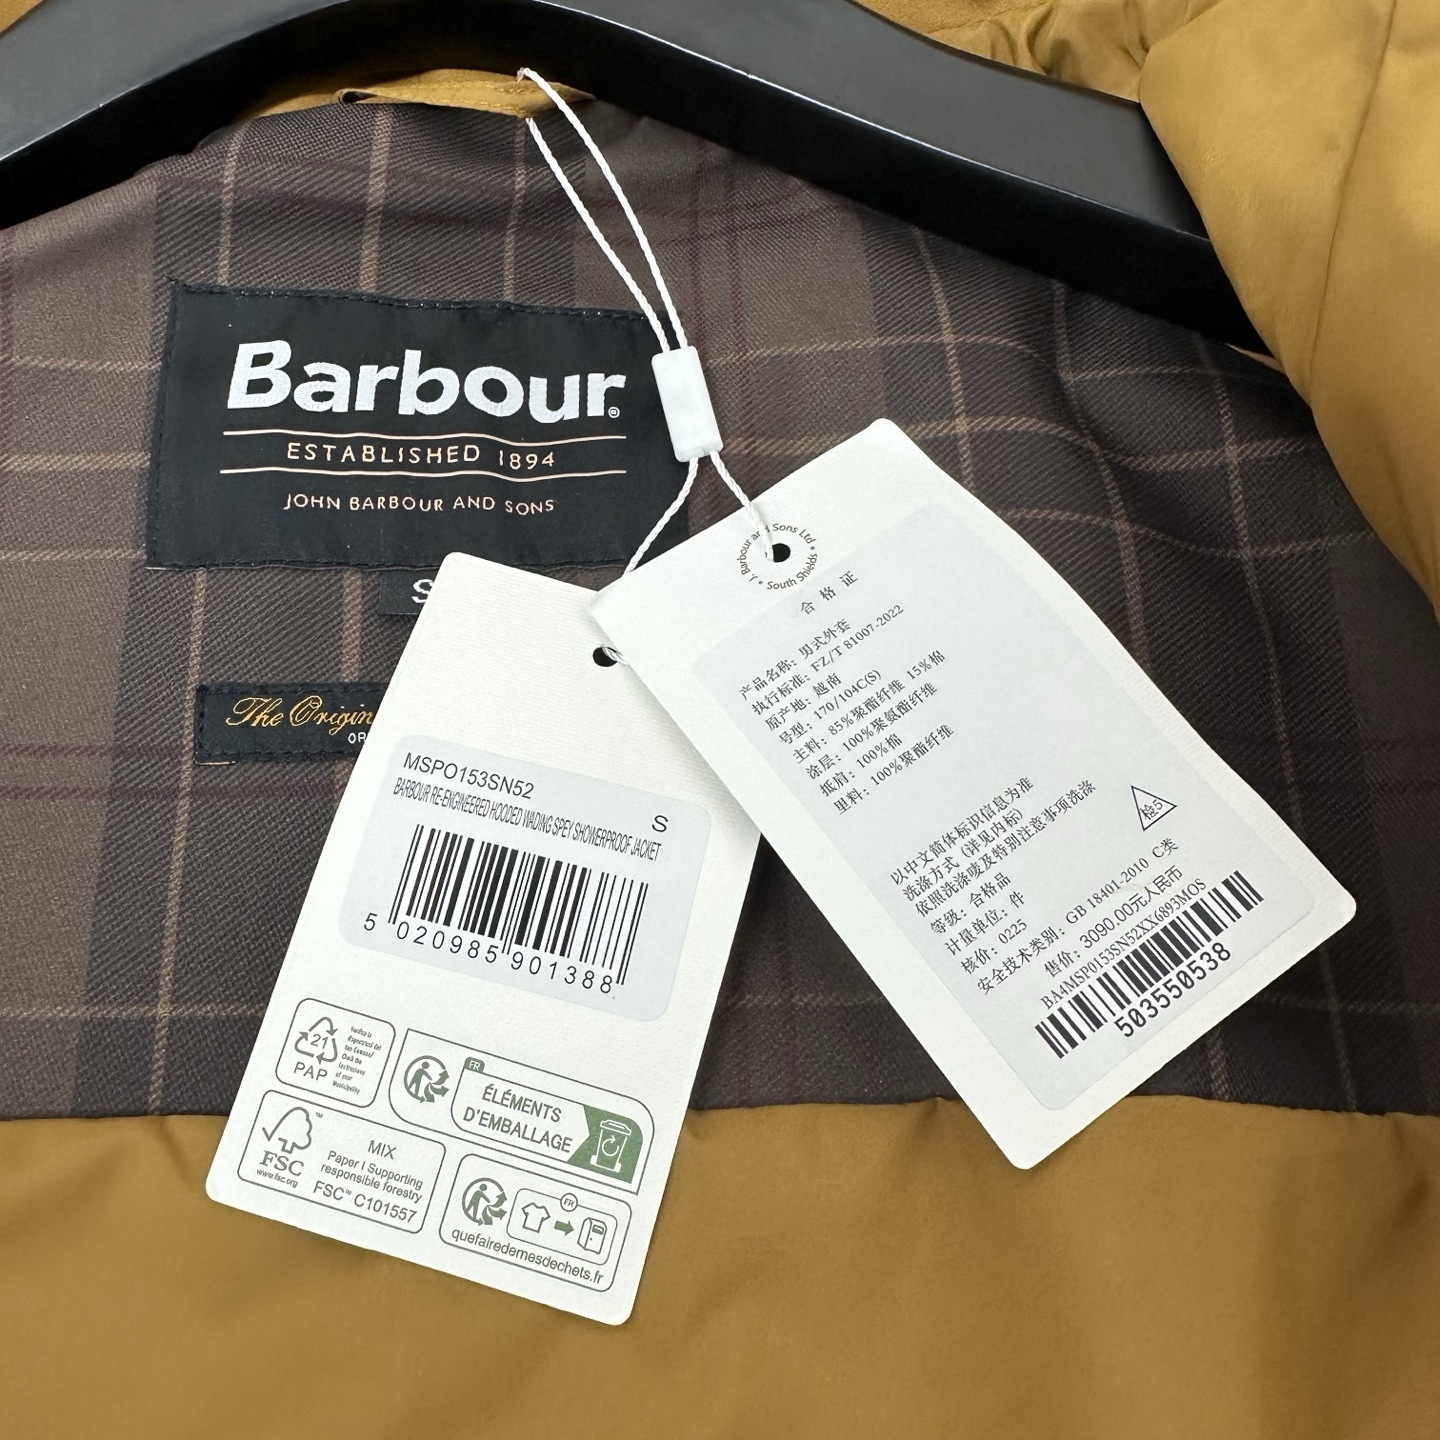 Barbour®
ESTABLISHED 1894
JOHN BARBOUR AND SONS
S
The Origin
OR
MSPO153SN52
BARBOUR RE-ENGINEERED HOODED WADING SPEY SHOWERPROOF JACKET
S
5 020985 901388
21
PAP
FR
ÉLÉMENTS
D'EMBALLAGE
FSC™
www.fsc.org
MIX
Paper | Supporting
responsible forestry
FSC™ C101557
FR
quefairedemesdechets.fr
J. Barbour and Sons Ltd • South Shields •
合格证
产品名称：男式外套
执行标准：FZ/T 81007-2022
原产地：越南
号型：170/104C(S)
主料：85%聚酯纤维 15%棉
涂层：100%聚氨酯纤维
抵肩：100%棉
里料：100%聚酯纤维
以中文简体标识信息为准
洗涤方式（详见内标）
依照洗涤唛及特别注意事项洗涤
等级：合格品
计量单位：件
核价：0225
检5
安全技术类别：GB 18401-2010 C类
售价：3090.00元人民币
BA4MSP0153SN52XX6893MOS
503550538